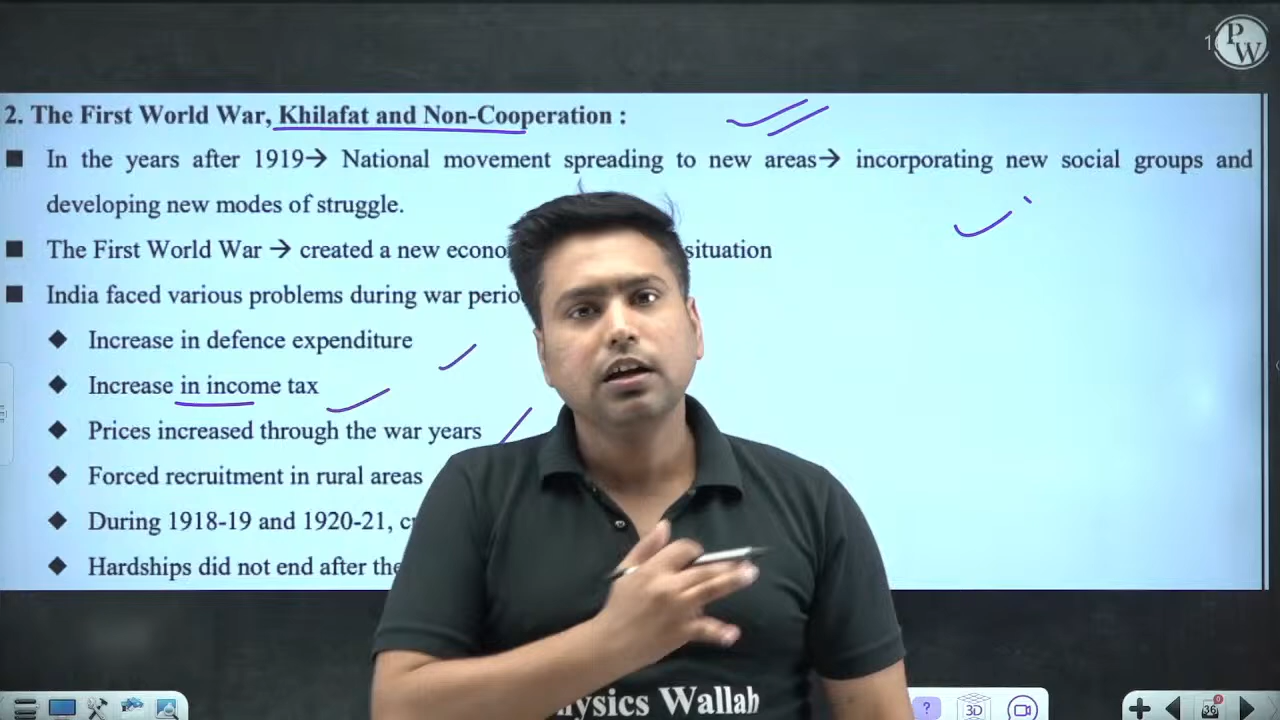 PW
2. The First World War, Khilafat and Non-Cooperation :
■ In the years after 1919→ National movement spreading to new areas→ incorporating new social groups and
developing new modes of struggle.
■ The First World War → created a new situation
■ India faced various problems during war
◆ Increase in defence expenditure
◆ Increase in income tax
◆ Prices increased through the war years
◆ Forced recruitment in rural areas
◆ During 1918-19 and 1920-21,
◆ Hardships did not end after the
Physics Wallah
?
3D
36